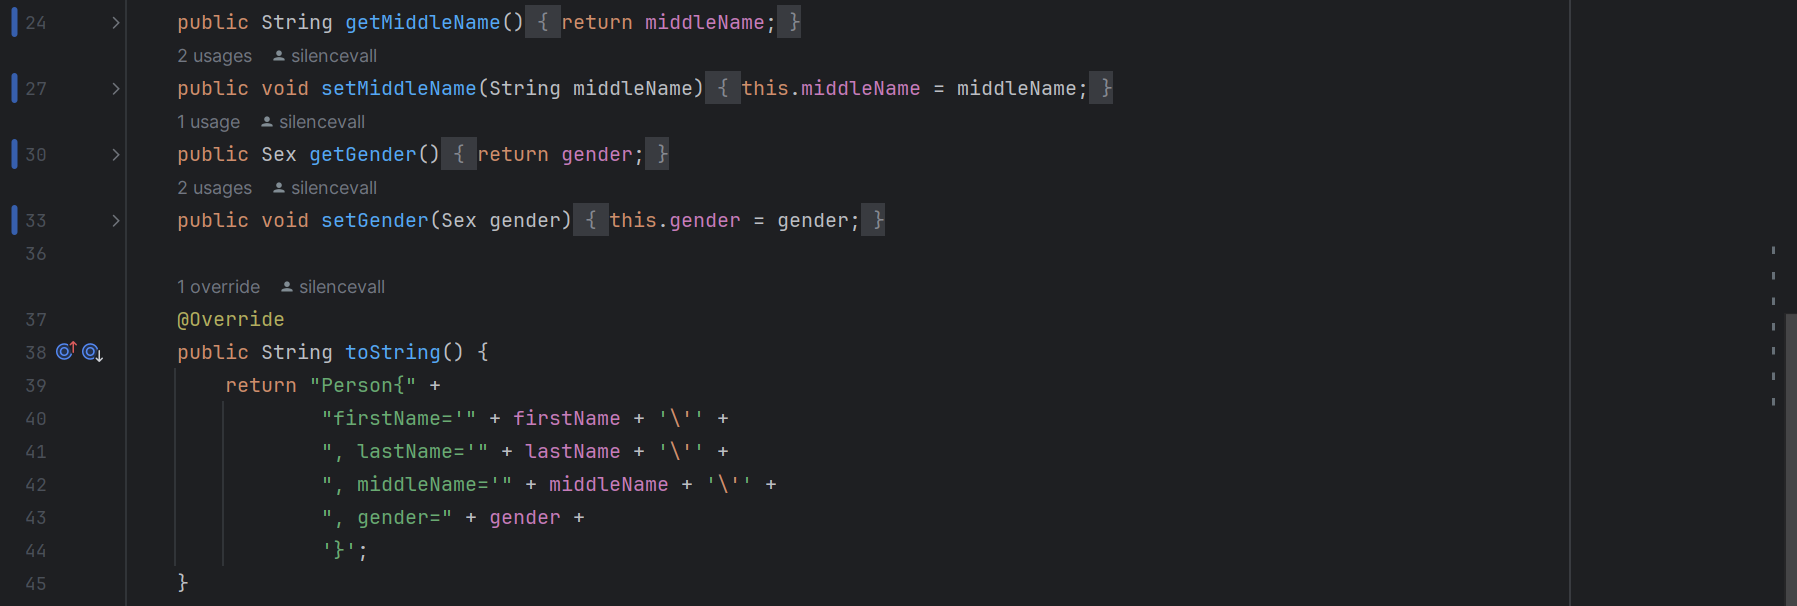 24 public String getMiddleName() { return middleName; }
2 usages silencevall
27 public void setMiddleName(String middleName) { this.middleName = middleName; }
1 usage silencevall
30 public Sex getGender() { return gender; }
2 usages silencevall
33 public void setGender(Sex gender) { this.gender = gender; }
36
1 override silencevall
37 @Override
38 public String toString() {
39 return "Person{" +
40 "firstName='" + firstName + '\'' +
41 ", lastName='" + lastName + '\'' +
42 ", middleName='" + middleName + '\'' +
43 ", gender=" + gender +
44 '}';
45 }